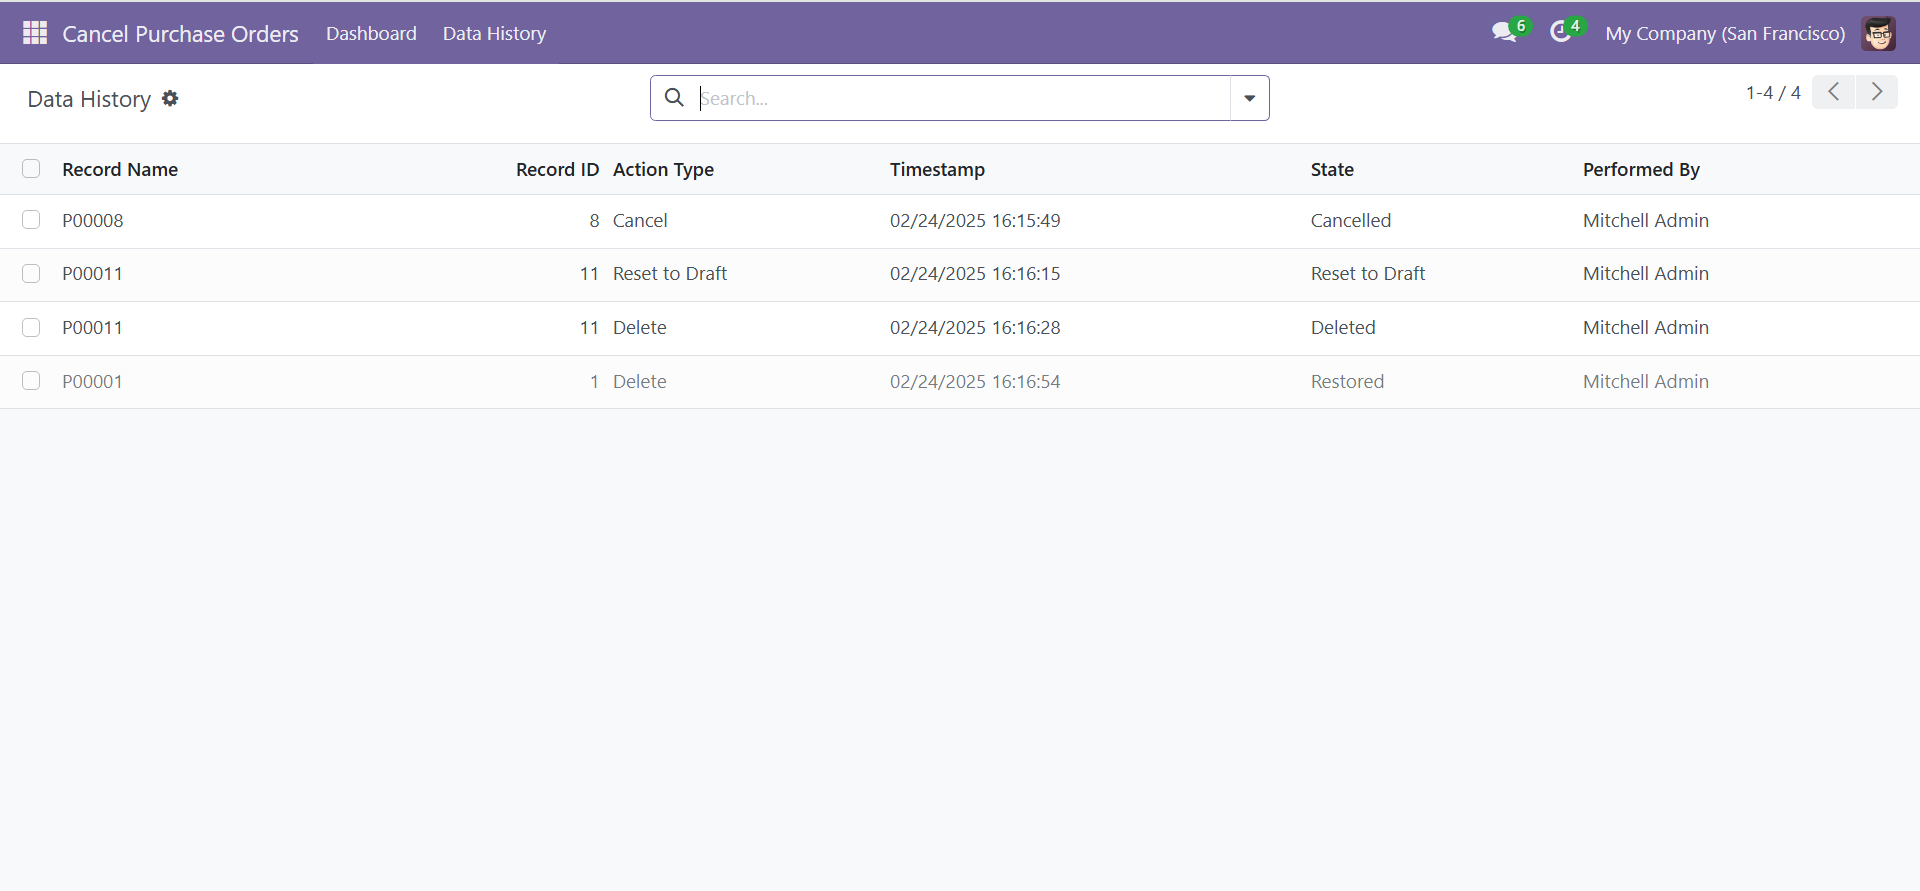 Cancel Purchase Orders Dashboard Data History 6 4 My Company (San Francisco)
Data History Search... 1-4 / 4
Record Name Record ID Action Type Timestamp State Performed By
P00008 8 Cancel 02/24/2025 16:15:49 Cancelled Mitchell Admin
P00011 11 Reset to Draft 02/24/2025 16:16:15 Reset to Draft Mitchell Admin
P00011 11 Delete 02/24/2025 16:16:28 Deleted Mitchell Admin
P00001 1 Delete 02/24/2025 16:16:54 Restored Mitchell Admin